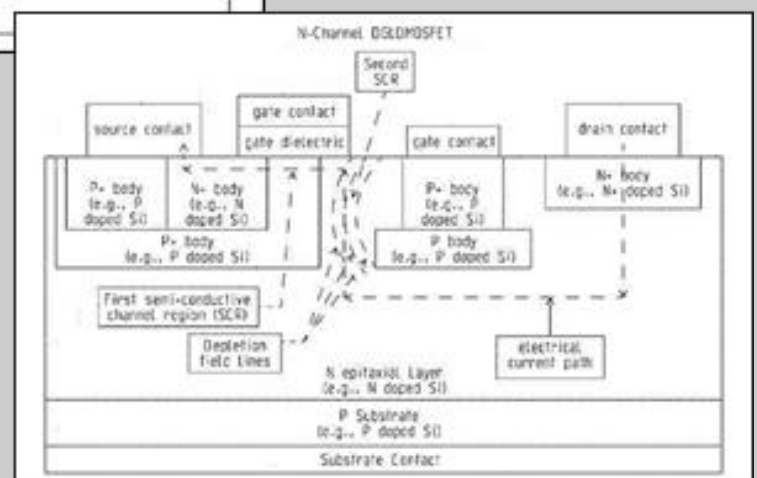 N-Channel DGLDMOSFET
Second
SCR
source contact
gate contact
gate dielectric
gate contact
drain contact
P+ body
(e.g., P
doped Si)
N+ body
(e.g., N
doped Si)
P+ body
(e.g., P doped Si)
P+ body
(e.g., P
doped Si)
P body
(e.g., P doped Si)
N+ body
(e.g., N+ doped Si)
First semi-conductive
channel region (SCR)
Depletion
field lines
electrical
current path
N epitaxial Layer
(e.g., N doped Si)
P Substrate
(e.g., P doped Si)
Substrate Contact